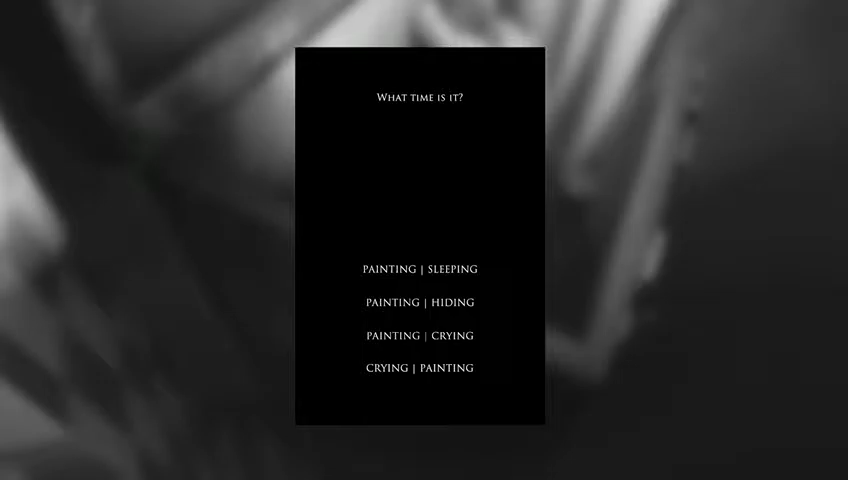 What time is it?
PAINTING | SLEEPING
PAINTING | HIDING
PAINTING | CRYING
CRYING | PAINTING